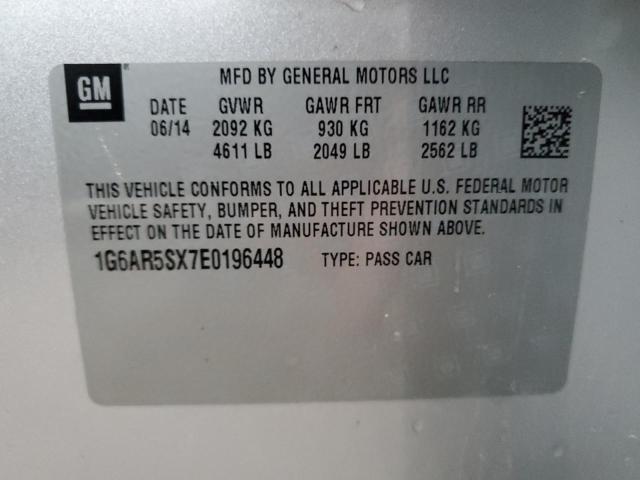 GM
MFD BY GENERAL MOTORS LLC
DATE GVWR GAWR FRT GAWR RR
06/14 2092 KG 930 KG 1162 KG
4611 LB 2049 LB 2562 LB
THIS VEHICLE CONFORMS TO ALL APPLICABLE U.S. FEDERAL MOTOR
VEHICLE SAFETY, BUMPER, AND THEFT PREVENTION STANDARDS IN
EFFECT ON THE DATE OF MANUFACTURE SHOWN ABOVE.
1G6AR5SX7E0196448 TYPE: PASS CAR